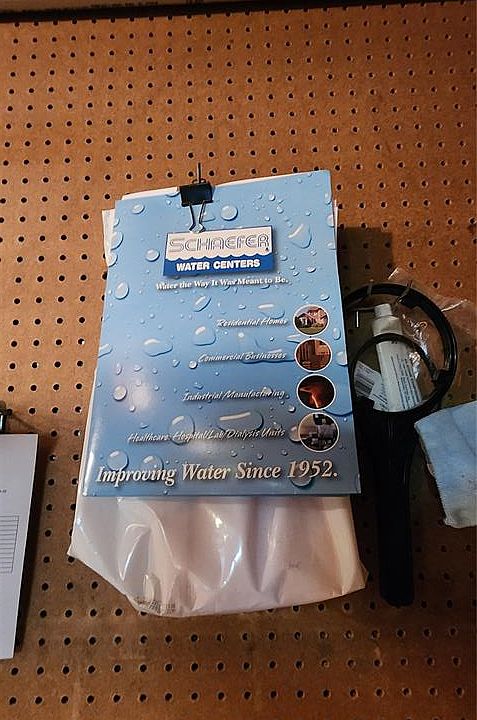 SCHAEFER
WATER CENTERS
Water the Way It Was Meant to Be.
Residential Homes
Commercial Businesses
Industrial Manufacturing
Healthcare: Hospital/Lab/Dialysis Units
Improving Water Since 1952.